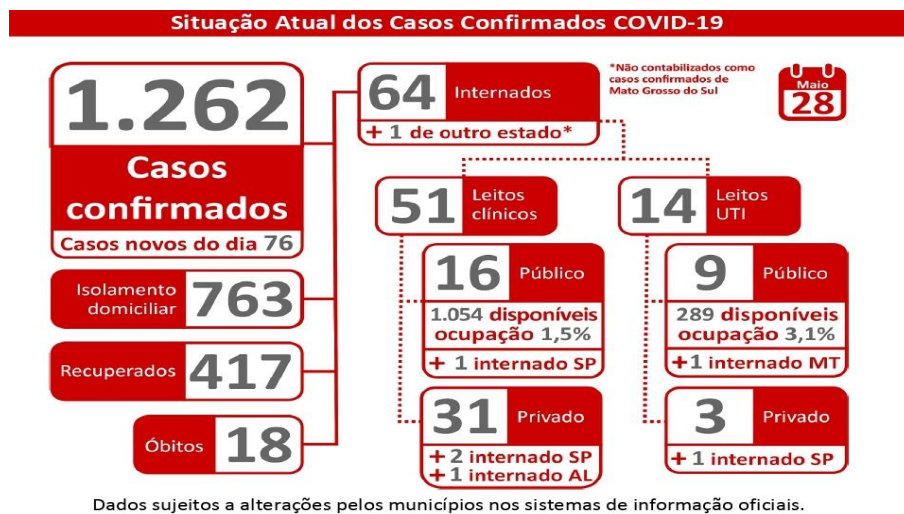 Situação Atual dos Casos Confirmados COVID-19
1.262
Casos
confirmados
Casos novos do dia 76
Isolamento
domiciliar 763
Recuperados 417
Óbitos 18
64 Internados
+ 1 de outro estado*
*Não contabilizados como
casos confirmados de
Mato Grosso do Sul
Maio
28
51 Leitos
clínicos
16 Público
1.054 disponíveis
ocupação 1,5%
+ 1 internado SP
31 Privado
+ 2 internado SP
+ 1 internado AL
14 Leitos
UTI
9 Público
289 disponíveis
ocupação 3,1%
+1 internado MT
3 Privado
+ 1 internado SP
Dados sujeitos a alterações pelos municípios nos sistemas de informação oficiais.